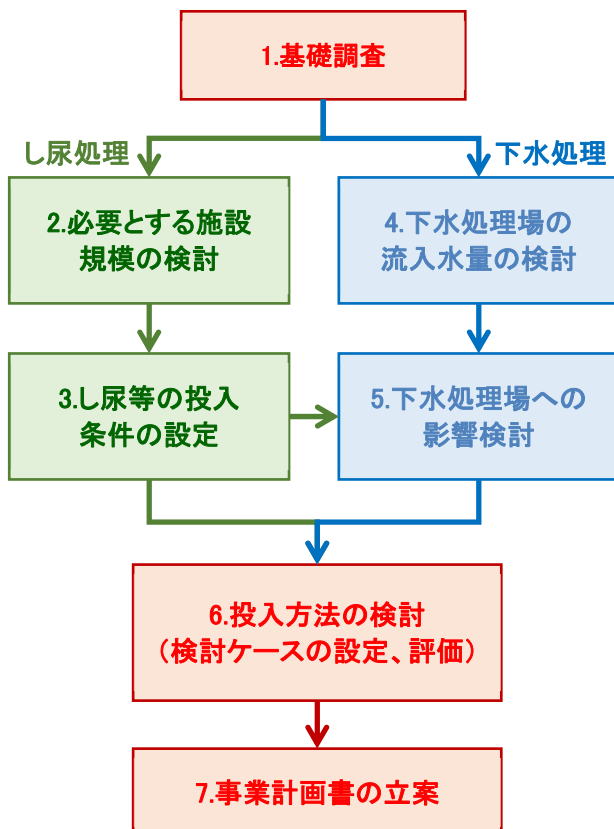 1.基礎調査
し尿処理
下水処理
2.必要とする施設
規模の検討
4.下水処理場の
流入水量の検討
3.し尿等の投入
条件の設定
5.下水処理場への
影響検討
6.投入方法の検討
（検討ケースの設定、評価）
7.事業計画書の立案